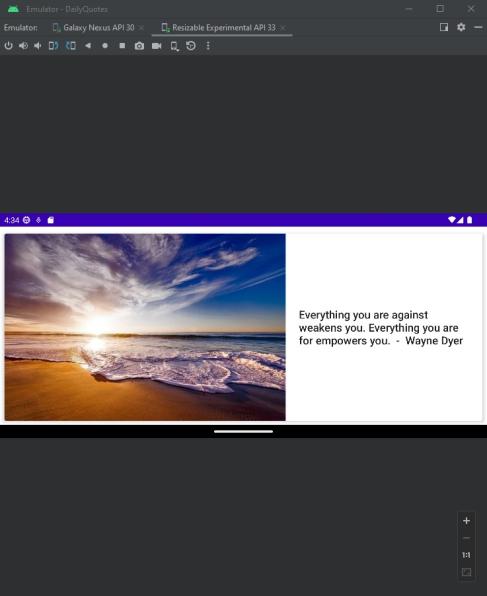 Emulator - DailyQuotes
Emulator: Galaxy Nexus API 30 Resizable Experimental API 33
4:34
Everything you are against
weakens you. Everything you are
for empowers you. - Wayne Dyer
1:1